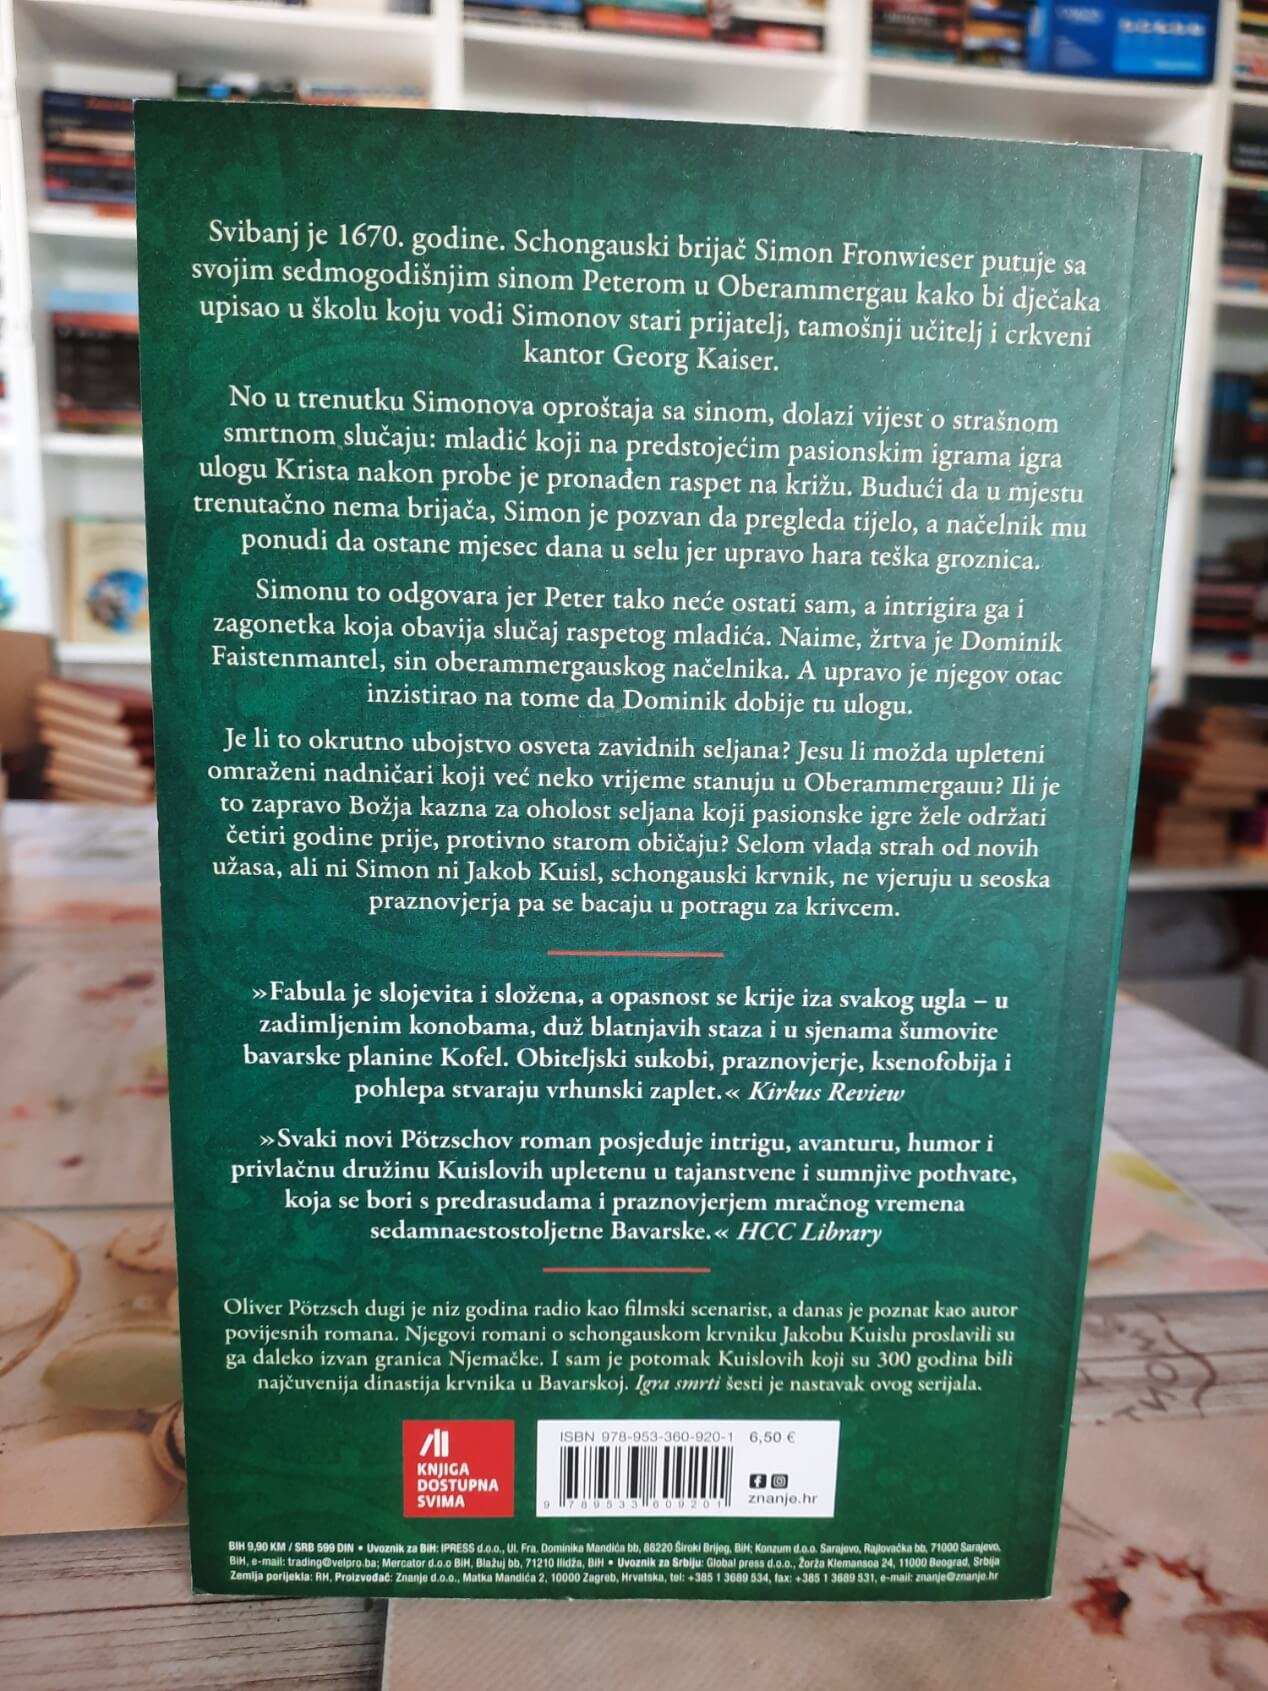 Svibanj je 1670. godine. Schongauski brijač Simon Fronwieser putuje sa
svojim sedmogodišnjim sinom Peterom u Oberammergau kako bi dječaka
upisao u školu koju vodi Simonov stari prijatelj, tamošnji učitelj i crkveni
kantor Georg Kaiser.
No u trenutku Simonova oproštaja sa sinom, dolazi vijest o strašnom
smrtnom slučaju: mladić koji na predstojećim pasionskim igrama igra
ulogu Krista nakon probe je pronađen raspet na križu. Budući da u mjestu
trenutačno nema brijača, Simon je pozvan da pregleda tijelo, a načelnik mu
ponudi da ostane mjesec dana u selu jer upravo hara teška groznica.
Simonu to odgovara jer Peter tako neće ostati sam, a intrigira ga i
zagonetka koja obavija slučaj raspetog mladića. Naime, žrtva je Dominik
Faistenmantel, sin oberammergauskog načelnika. A upravo je njegov otac
inzistirao na tome da Dominik dobije tu ulogu.
Je li to okrutno ubojstvo osveta zavidnih seljana? Jesu li možda upleteni
omraženi nadničari koji već neko vrijeme stanuju u Oberammergauu? Ili je
to zapravo Božja kazna za oholost seljana koji pasionske igre žele održati
četiri godine prije, protivno starom običaju? Selom vlada strah od novih
užasa, ali ni Simon ni Jakob Kuisl, schongauski krvnik, ne vjeruju u seoska
praznovjerja pa se bacaju u potragu za krivcem.
»Fabula je slojevita i složena, a opasnost se krije iza svakog ugla – u
zadimljenim konobama, duž blatnjavih staza i u sjenama šumovite
bavarske planine Kofel. Obiteljski sukobi, praznovjerje, ksenofobija i
pohlepa stvaraju vrhunski zaplet.« Kirkus Review
»Svaki novi Pötzschov roman posjeduje intrigu, avanturu, humor i
privlačnu družinu Kuislovih upletenu u tajanstvene i sumnjive pothvate,
koja se bori s predrasudama i praznovjerjem mračnog vremena
sedamnaestostoljetne Bavarske.« HCC Library
Oliver Pötzsch dugi je niz godina radio kao filmski scenarist, a danas je poznat kao autor
povijesnih romana. Njegovi romani o schongauskom krvniku Jakobu Kuislu proslavili su
ga daleko izvan granica Njemačke. I sam je potomak Kuislovih koji su 300 godina bili
najčuvenija dinastija krvnika u Bavarskoj. Igra smrti šesti je nastavak ovog serijala.
KNJIGA
DOSTUPNA
SVIMA
ISBN 978-953-360-920-1 6,50 €
9 789533 609201
znanje.hr
BIH 9,90 KM / SRB 599 DIN • Uvoznik za BiH: IPRESS d.o.o., Ul. Fra. Dominika Mandića bb, 88220 Široki Brijeg, BiH; Konzum d.o.o. Sarajevo, Rajlovačka bb, 71000 Sarajevo,
BiH, e-mail: trading@velpro.ba; Mercator d.o.o BiH, Blažuj bb, 71210 Ilidža, BiH • Uvoznik za Srbiju: Global press d.o.o., Žorža Klemansoa 24, 11000 Beograd, Srbija
Zemlja porijekla: RH, Proizvođač: Znanje d.o.o., Matka Mandića 2, 10000 Zagreb, Hrvatska, tel: +385 1 3689 534, fax: +385 1 3689 531, e-mail: znanje@znanje.hr